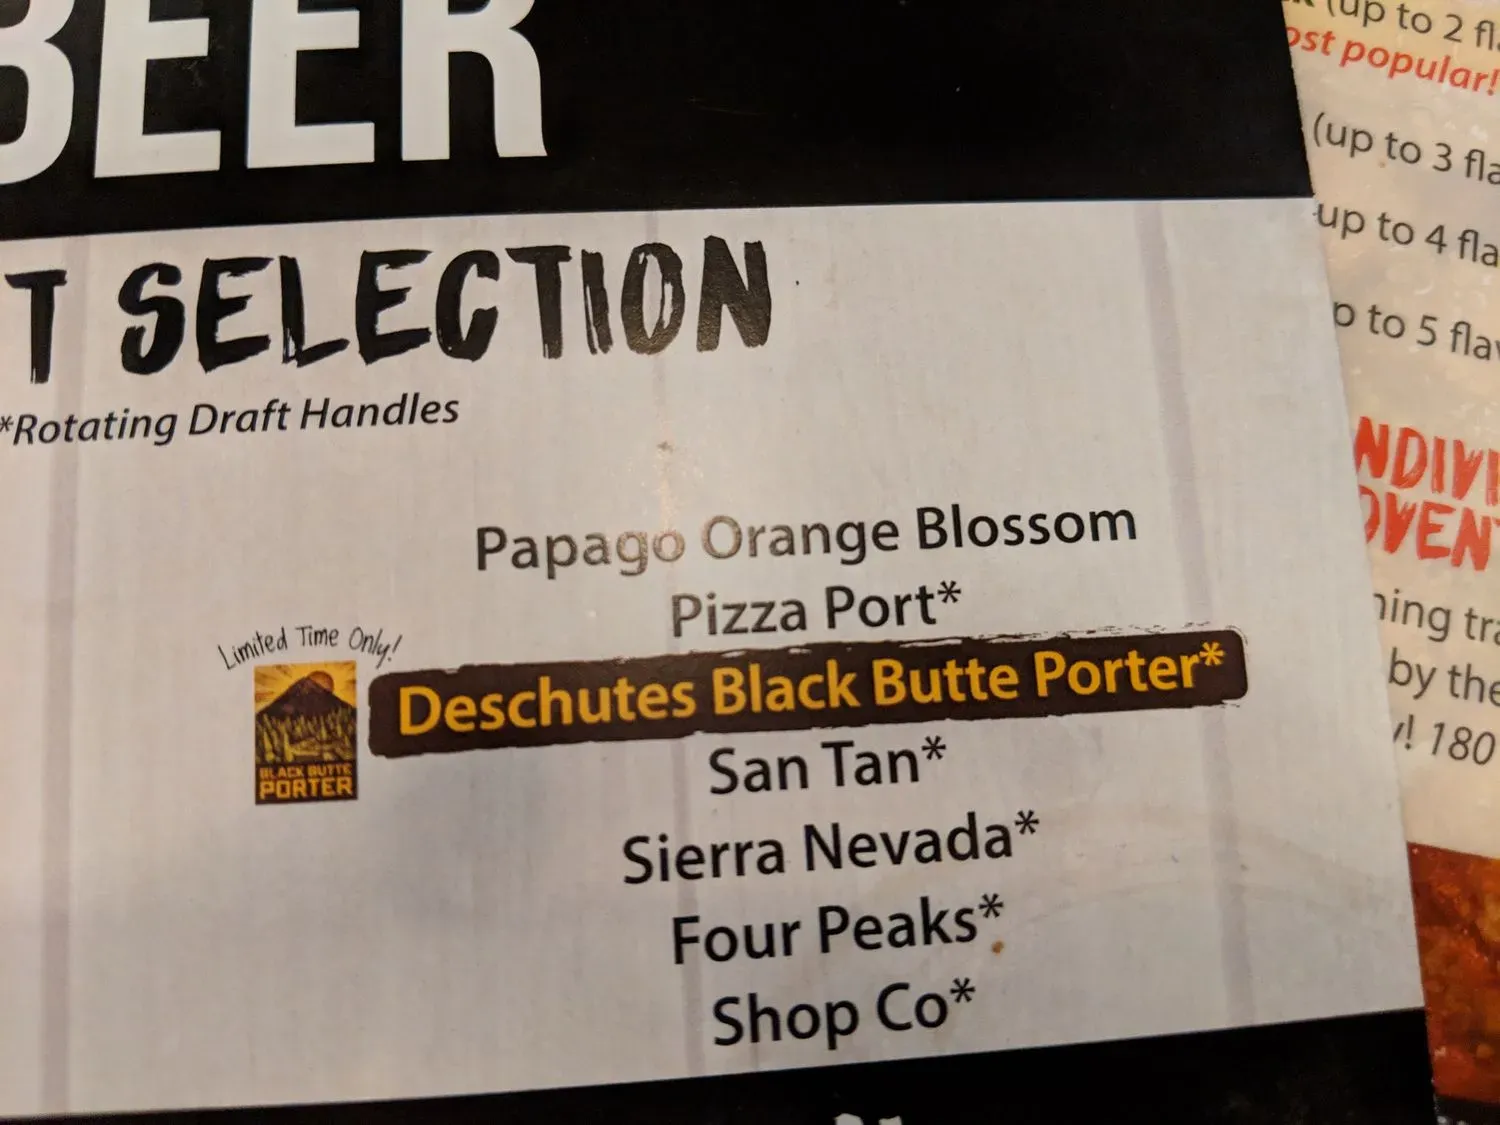 BEER
T SELECTION
*Rotating Draft Handles
Papago Orange Blossom
Pizza Port*
Limited Time Only!
BLACK BUTTE
PORTER
Deschutes Black Butte Porter*
San Tan*
Sierra Nevada*
Four Peaks*
Shop Co*
(up to 2 fl
ost popular!
(up to 3 fla
up to 4 fla
p to 5 fla
NDIVI
VENT
ning tra
by the
y! 180